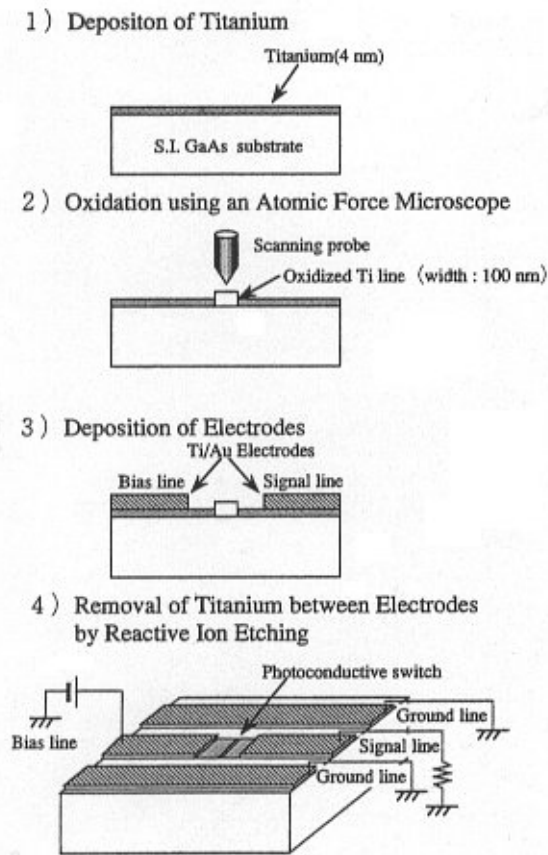 1) Depositon of Titanium
Titanium(4 nm)
S.I. GaAs substrate
2) Oxidation using an Atomic Force Microscope
Scanning probe
Oxidized Ti line (width : 100 nm)
3) Deposition of Electrodes
Ti/Au Electrodes
Bias line
Signal line
4) Removal of Titanium between Electrodes
by Reactive Ion Etching
Photoconductive switch
Ground line
Bias line
Signal line
Ground line